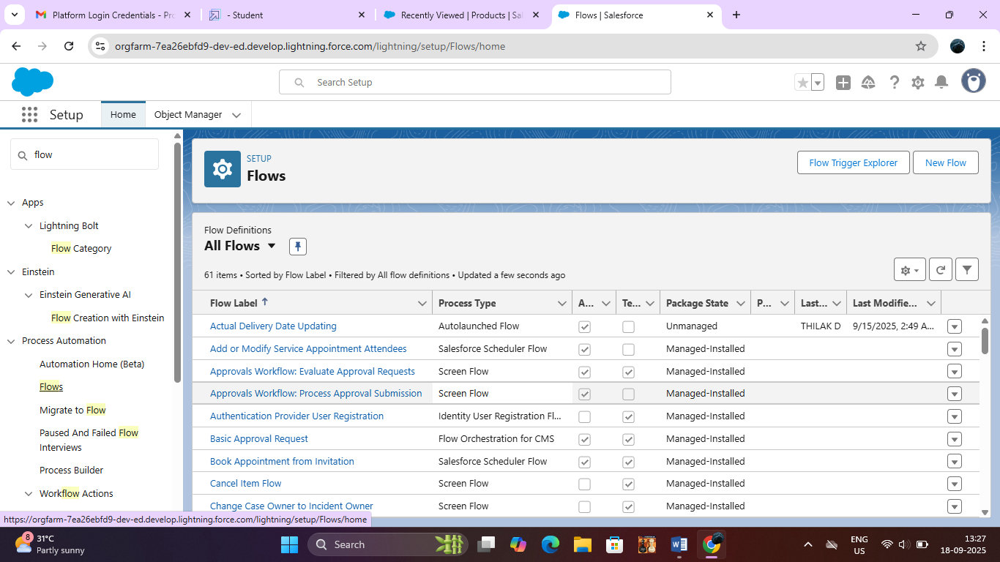 Platform Login Credentials - Pro
- Student
Recently Viewed | Products | Sal
Flows | Salesforce
orgfarm-7ea26ebfd9-dev-ed.develop.lightning.force.com/lightning/setup/Flows/home
Search Setup
Setup
Home
Object Manager
flow
Apps
Lightning Bolt
Flow Category
Einstein
Einstein Generative AI
Flow Creation with Einstein
Process Automation
Automation Home (Beta)
Flows
Migrate to Flow
Paused And Failed Flow
Interviews
Process Builder
Workflow Actions
SETUP
Flows
Flow Trigger Explorer
New Flow
Flow Definitions
All Flows
61 items • Sorted by Flow Label • Filtered by All flow definitions • Updated a few seconds ago
Flow Label Process Type A... Te... Package State P... Last... Last Modifie...
Actual Delivery Date Updating Autolaunched Flow Unmanaged THILAK D 9/15/2025, 2:49 A...
Add or Modify Service Appointment Attendees Salesforce Scheduler Flow Managed-Installed
Approvals Workflow: Evaluate Approval Requests Screen Flow Managed-Installed
Approvals Workflow: Process Approval Submission Screen Flow Managed-Installed
Authentication Provider User Registration Identity User Registration Fl... Managed-Installed
Basic Approval Request Flow Orchestration for CMS Managed-Installed
Book Appointment from Invitation Salesforce Scheduler Flow Managed-Installed
Cancel Item Flow Screen Flow Managed-Installed
Change Case Owner to Incident Owner Screen Flow Managed-Installed
https://orgfarm-7ea26ebfd9-dev-ed.develop.lightning.force.com/lightning/setup/Flows/home
8
31°C
Partly sunny
Search
ENG
US
13:27
18-09-2025